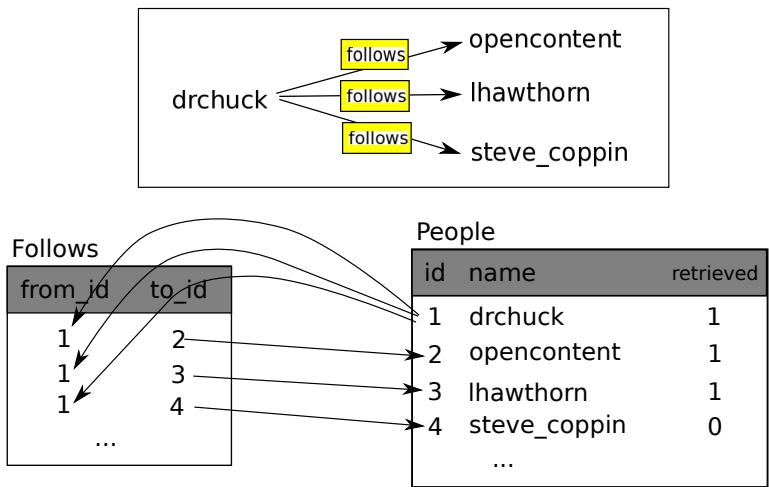 follows
opencontent
drchuck
follows
lhawthorn
follows
steve_coppin
Follows
from_id to_id
1 2
1 3
1 4
...
People
id name retrieved
1 drchuck 1
2 opencontent 1
3 lhawthorn 1
4 steve_coppin 0
...